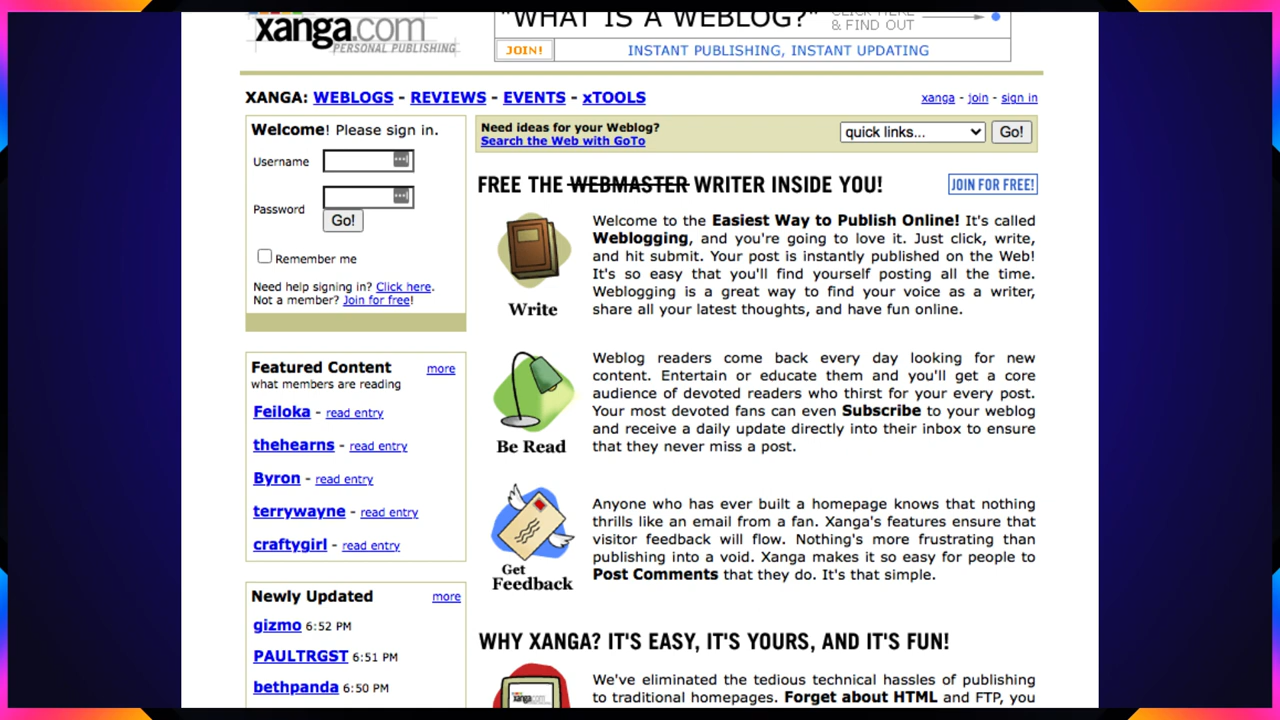 xanga.com
PERSONAL PUBLISHING
"WHAT IS A WEBLOG?" CLICK HERE
& FIND OUT
JOIN! INSTANT PUBLISHING, INSTANT UPDATING
XANGA: WEBLOGS - REVIEWS - EVENTS - xTOOLS
xanga - join - sign in
Welcome! Please sign in.
Username
Password
Go!
Remember me
Need help signing in? Click here.
Not a member? Join for free!
Featured Content more
what members are reading
Feiloka - read entry
thehearns - read entry
Byron - read entry
terrywayne - read entry
craftygirl - read entry
Newly Updated more
gizmo 6:52 PM
PAULTRGST 6:51 PM
bethpanda 6:50 PM
Need ideas for your Weblog?
Search the Web with GoTo
quick links... Go!
FREE THE WEBMASTER WRITER INSIDE YOU!
JOIN FOR FREE!
Write
Welcome to the Easiest Way to Publish Online! It's called
Weblogging, and you're going to love it. Just click, write,
and hit submit. Your post is instantly published on the Web!
It's so easy that you'll find yourself posting all the time.
Weblogging is a great way to find your voice as a writer,
share all your latest thoughts, and have fun online.
Be Read
Weblog readers come back every day looking for new
content. Entertain or educate them and you'll get a core
audience of devoted readers who thirst for your every post.
Your most devoted fans can even Subscribe to your weblog
and receive a daily update directly into their inbox to ensure
that they never miss a post.
Get
Feedback
Anyone who has ever built a homepage knows that nothing
thrills like an email from a fan. Xanga's features ensure that
visitor feedback will flow. Nothing's more frustrating than
publishing into a void. Xanga makes it so easy for people to
Post Comments that they do. It's that simple.
WHY XANGA? IT'S EASY, IT'S YOURS, AND IT'S FUN!
xanga.com
We've eliminated the tedious technical hassles of publishing
to traditional homepages. Forget about HTML and FTP, you